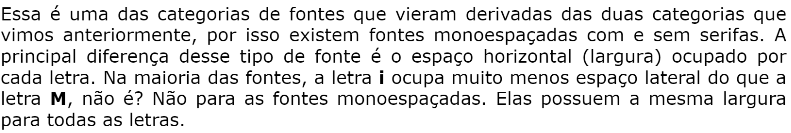 Essa é uma das categorias de fontes que vieram derivadas das duas categorias que
vimos anteriormente, por isso existem fontes monoespaçadas com e sem serifas. A
principal diferença desse tipo de fonte é o espaço horizontal (largura) ocupado por
cada letra. Na maioria das fontes, a letra i ocupa muito menos espaço lateral do que a
letra M, não é? Não para as fontes monoespaçadas. Elas possuem a mesma largura
para todas as letras.